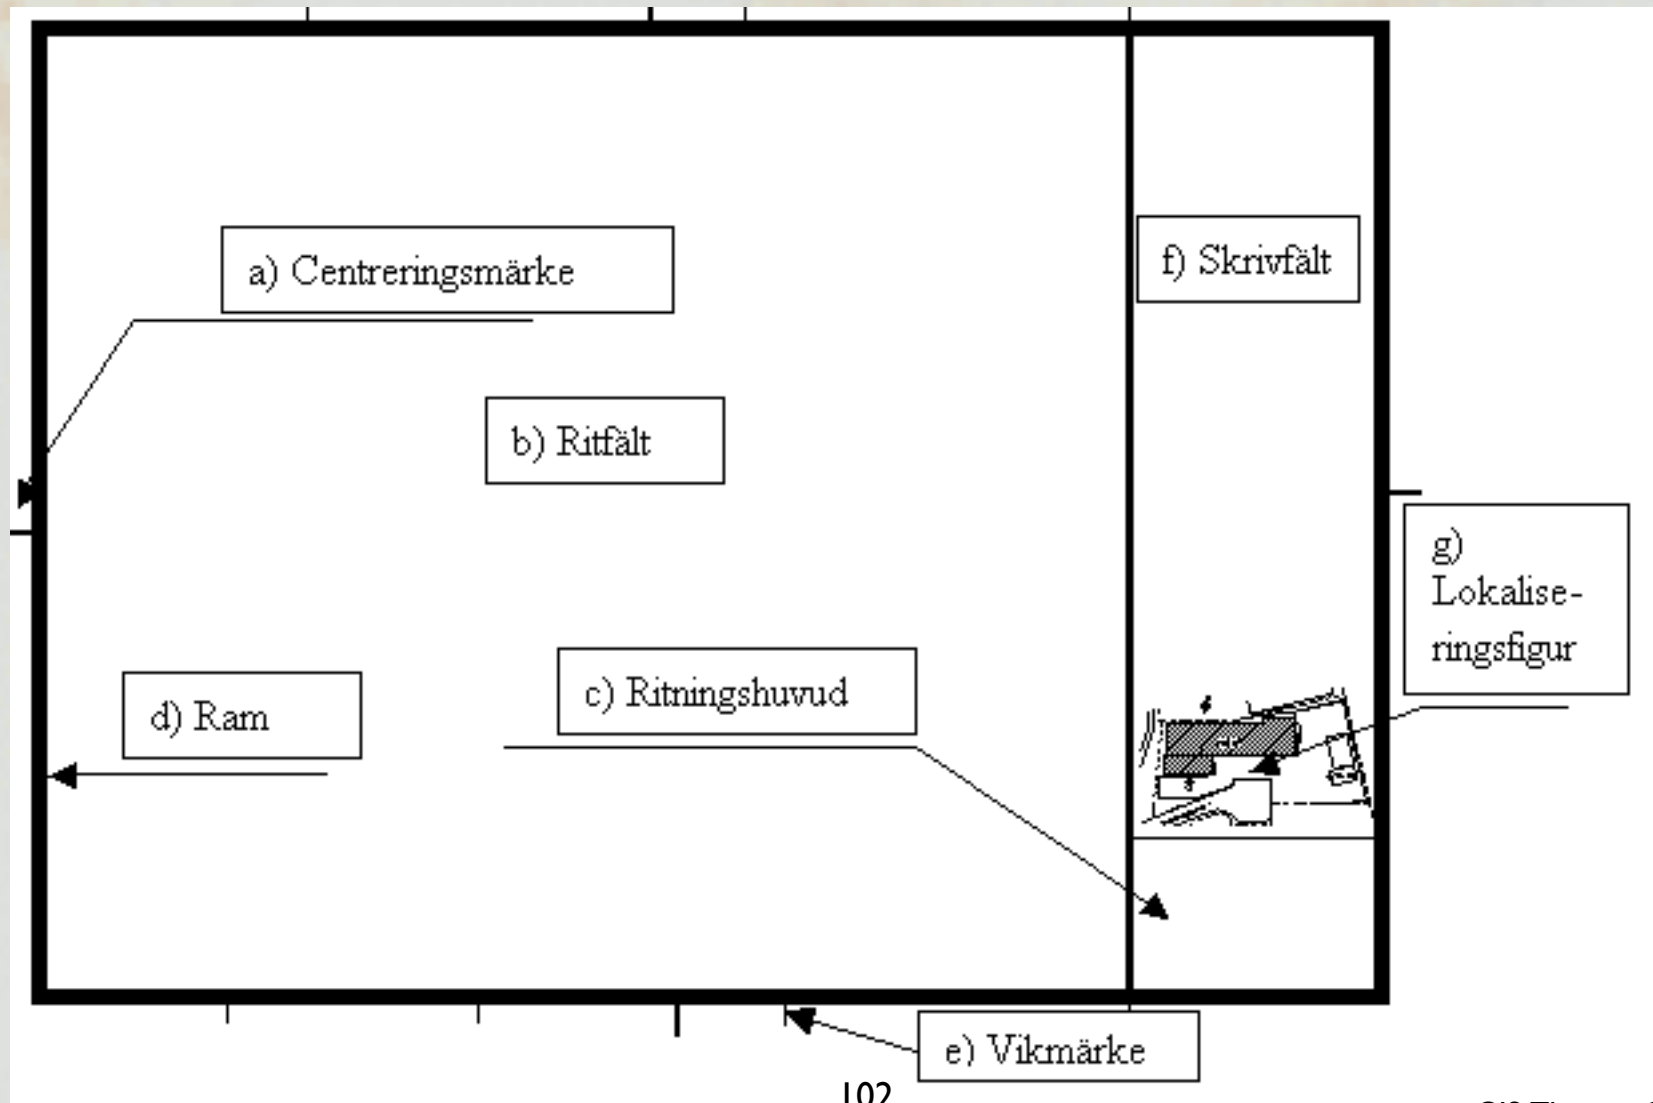 a) Centreringsmärke
f) Skrivfält
b) Ritfält
g)
Lokalise-
ringsfigur
c) Ritningshuvud
d) Ram
e) Vikmärke
102